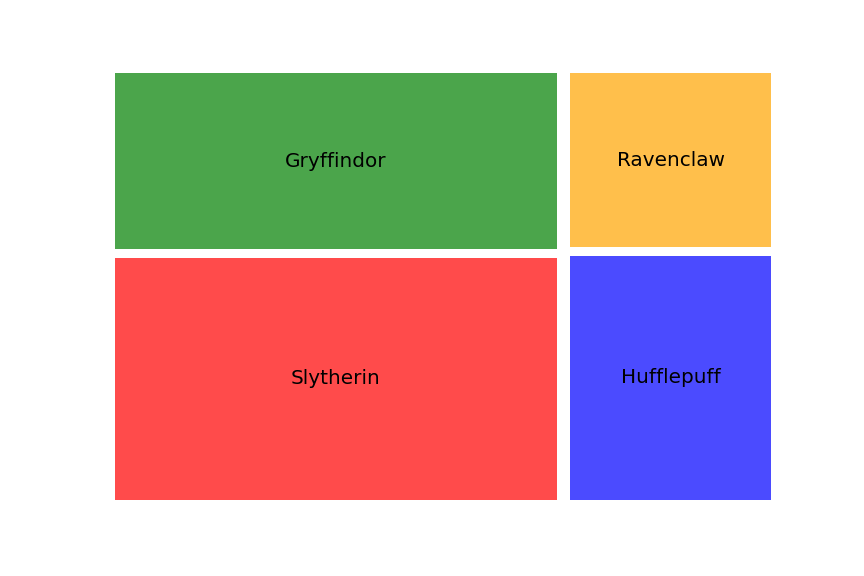 Gryffindor
Ravenclaw
Slytherin
Hufflepuff